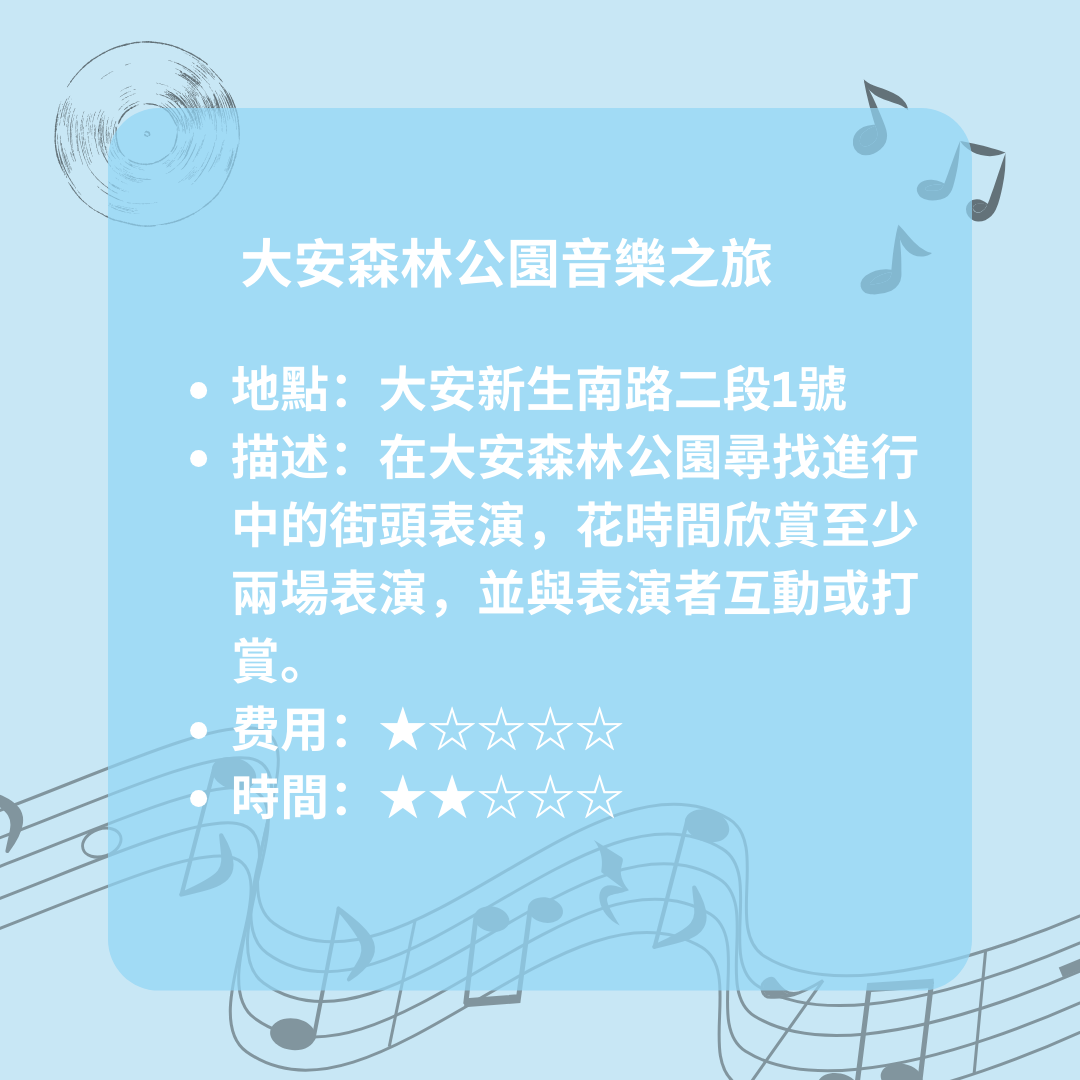 大安森林公園音樂之旅
• 地點：大安新生南路二段1號
• 描述：在大安森林公園尋找進行
中的街頭表演，花時間欣賞至少
兩場表演，並與表演者互動或打
賞。
• 费用：★☆☆☆☆
• 時間：★★☆☆☆